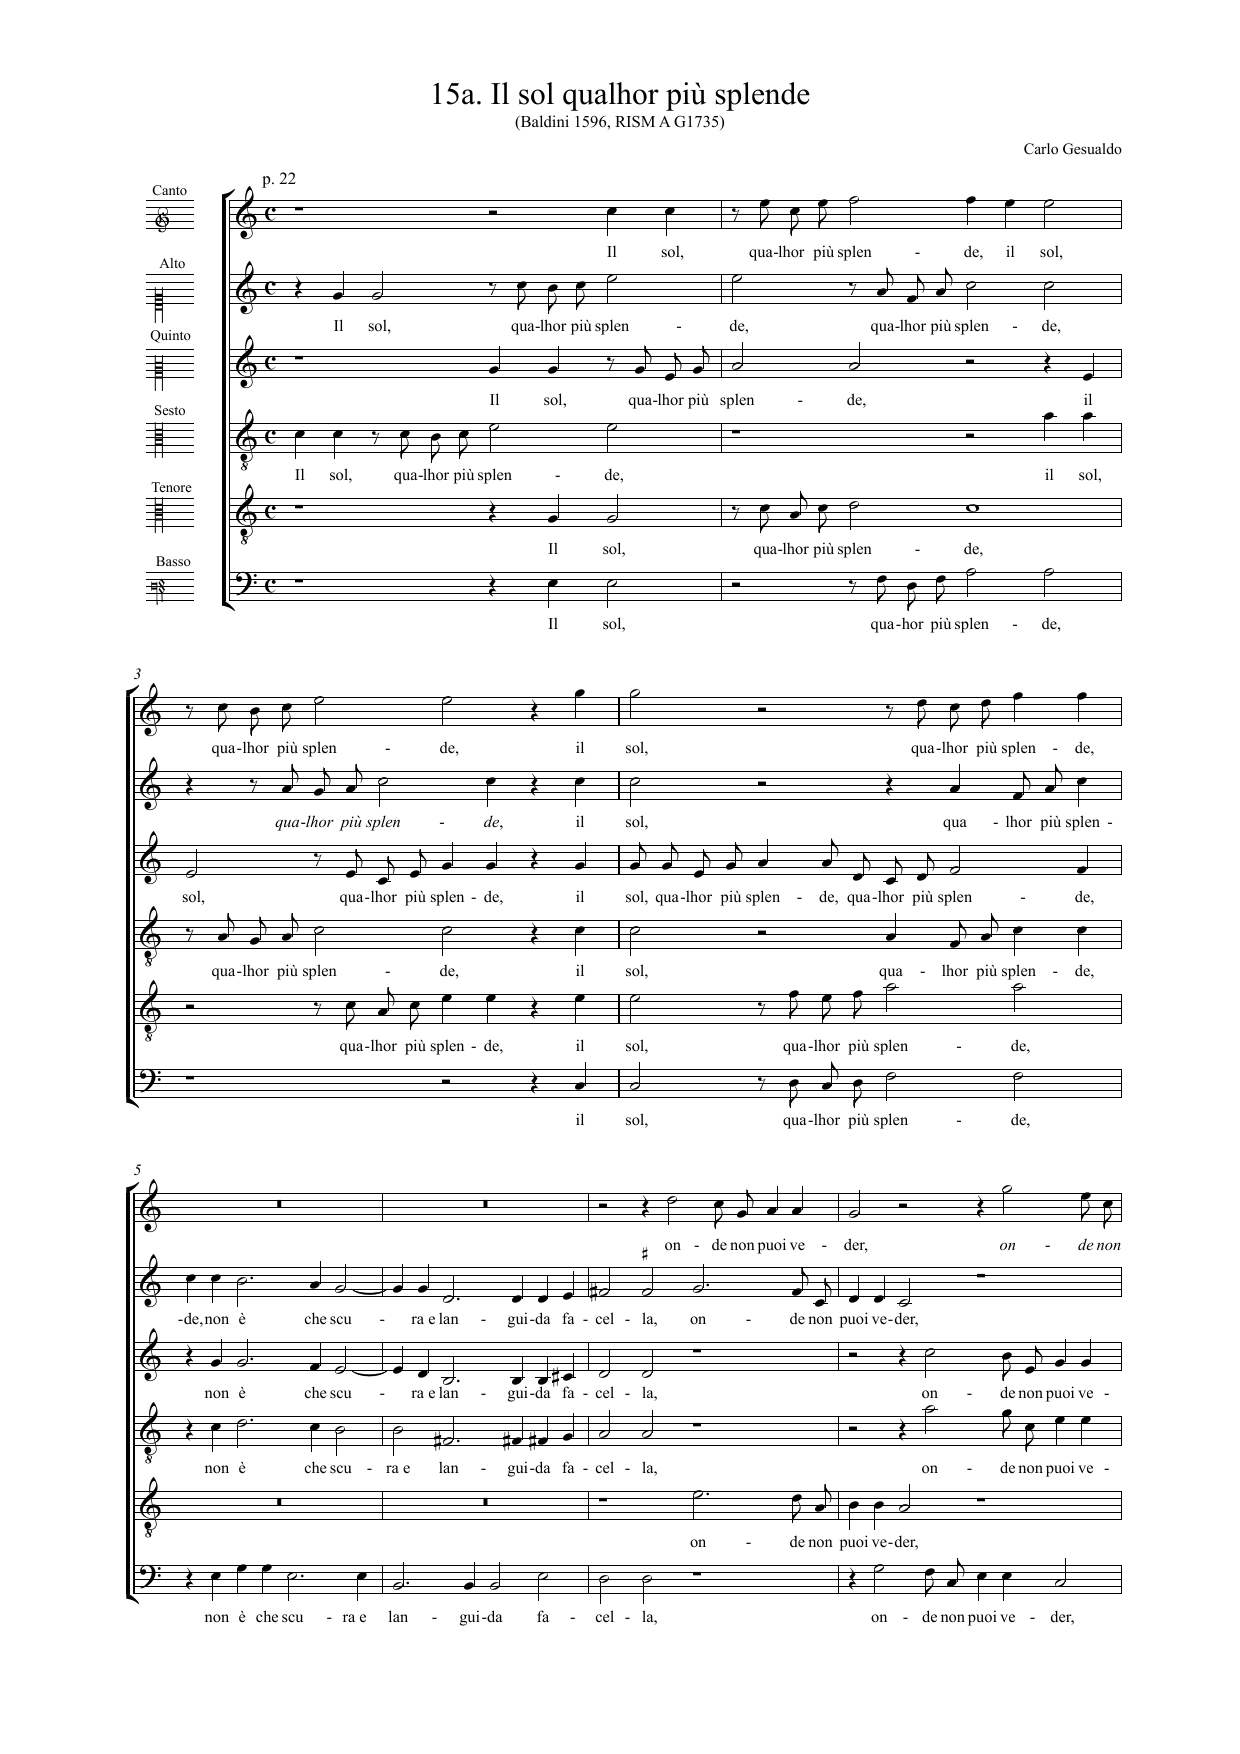 15a. Il sol qualhor più splende
(Baldini 1596, RISM A G1735)
Carlo Gesualdo
p. 22
Canto
Il sol, qua-lhor più splen - de, il sol,
Alto
Il sol, qua-lhor più splen - de, qua-lhor più splen - de,
Quinto
Il sol, qua-lhor più splen - de, il
Sesto
Il sol, qua-lhor più splen - de, il sol,
Tenore
Il sol, qua-lhor più splen - de,
Basso
Il sol, qua-hor più splen - de,
3
qua-lhor più splen - de, il sol, qua-lhor più splen - de,
qua-lhor più splen - de, il sol, qua - lhor più splen -
sol, qua-lhor più splen - de, il sol, qua-lhor più splen - de, qua-lhor più splen - de,
qua-lhor più splen - de, il sol, qua - lhor più splen - de,
qua-lhor più splen - de, il sol, qua-lhor più splen - de,
il sol, qua-lhor più splen - de,
5
on - de non puoi ve - der, on - de non
-de, non è che scu - ra e lan - gui-da fa - cel - la, on - de non puoi ve-der,
non è che scu - ra e lan - gui-da fa - cel - la, on - de non puoi ve -
non è che scu - ra e lan - gui-da fa - cel - la, on - de non puoi ve -
on - de non puoi ve-der,
non è che scu - ra e lan - gui-da fa - cel - la, on - de non puoi ve - der,